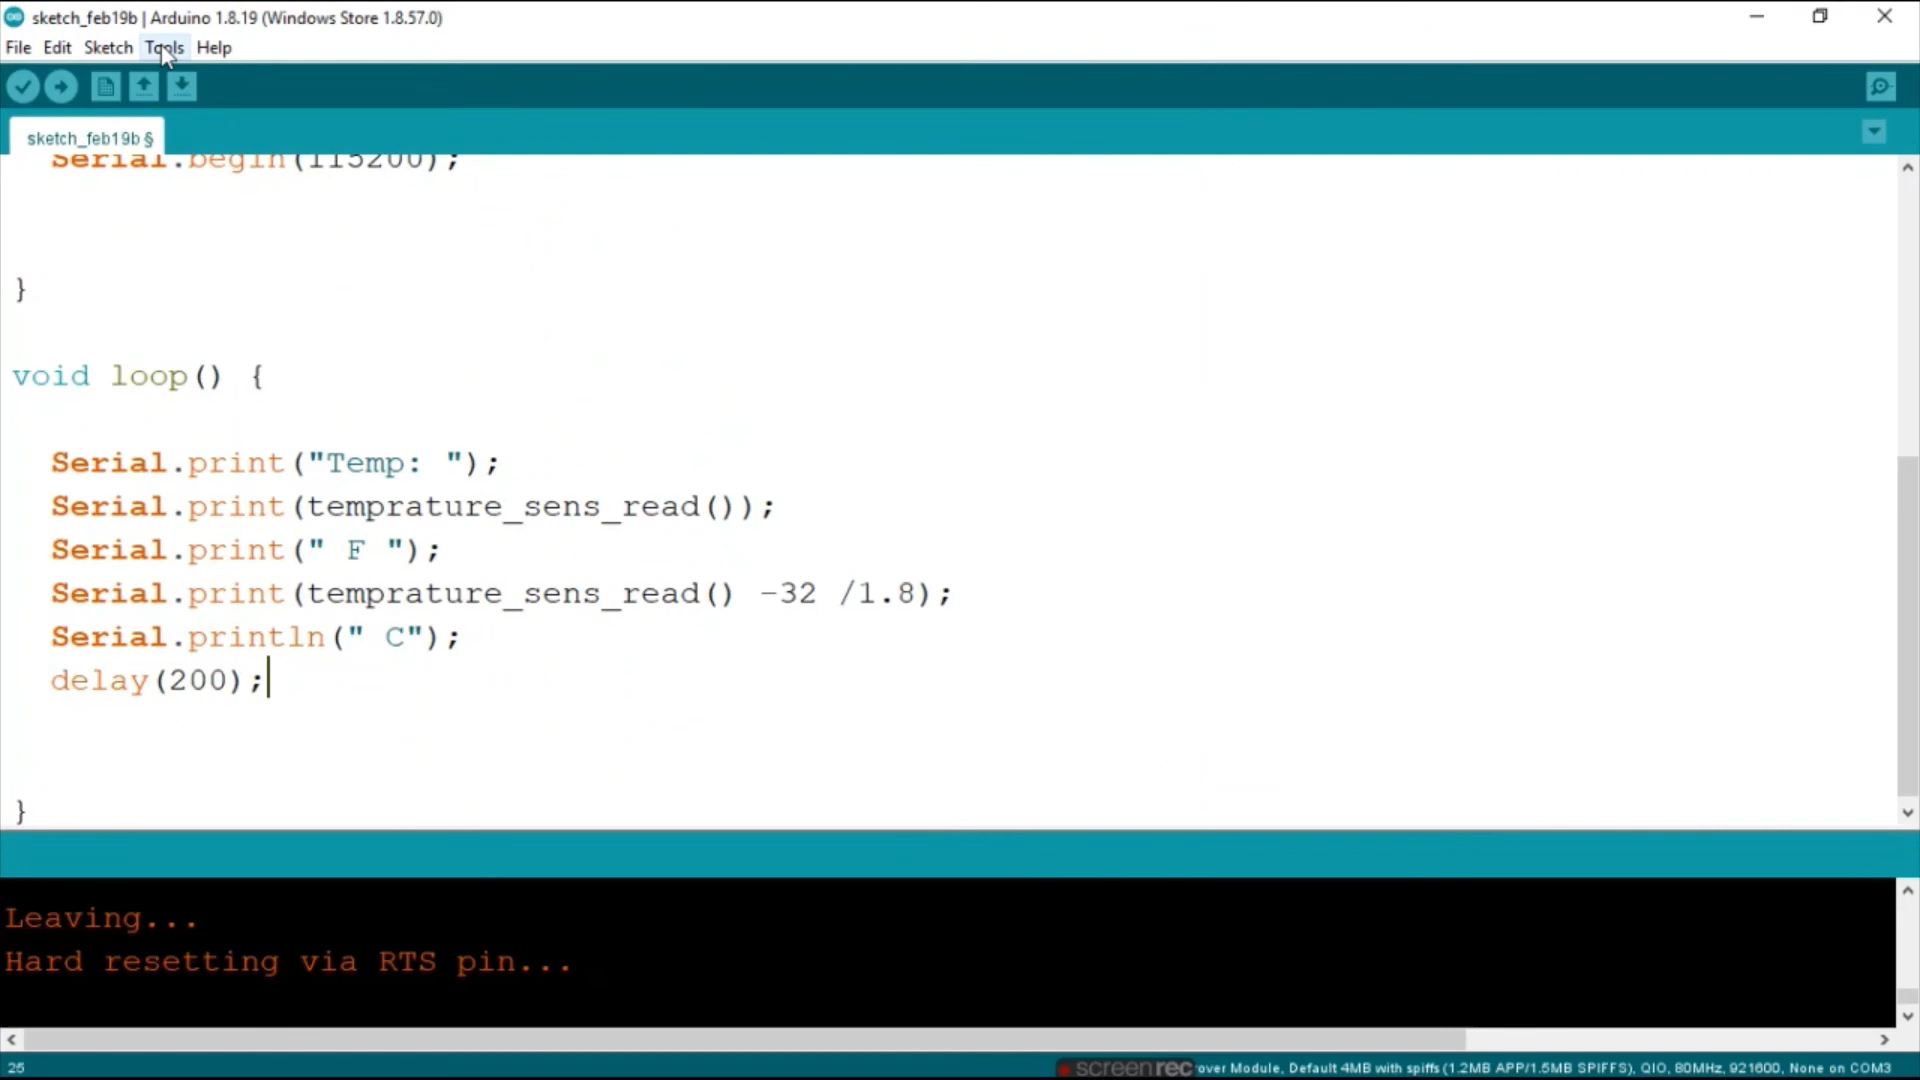 sketch_feb19b | Arduino 1.8.19 (Windows Store 1.8.57.0)
File Edit Sketch Tools Help
sketch_feb19b §
Serial.begin(115200);
}
void loop() {
Serial.print("Temp: ");
Serial.print(temprature_sens_read());
Serial.print(" F ");
Serial.print(temprature_sens_read() -32 /1.8);
Serial.println(" C");
delay(200);
}
Leaving...
Hard resetting via RTS pin...
25
screenrec
over Module, Default 4MB with spiffs (1.2MB APP/1.5MB SPIFFS), QIO, 80MHz, 921600, None on COM3